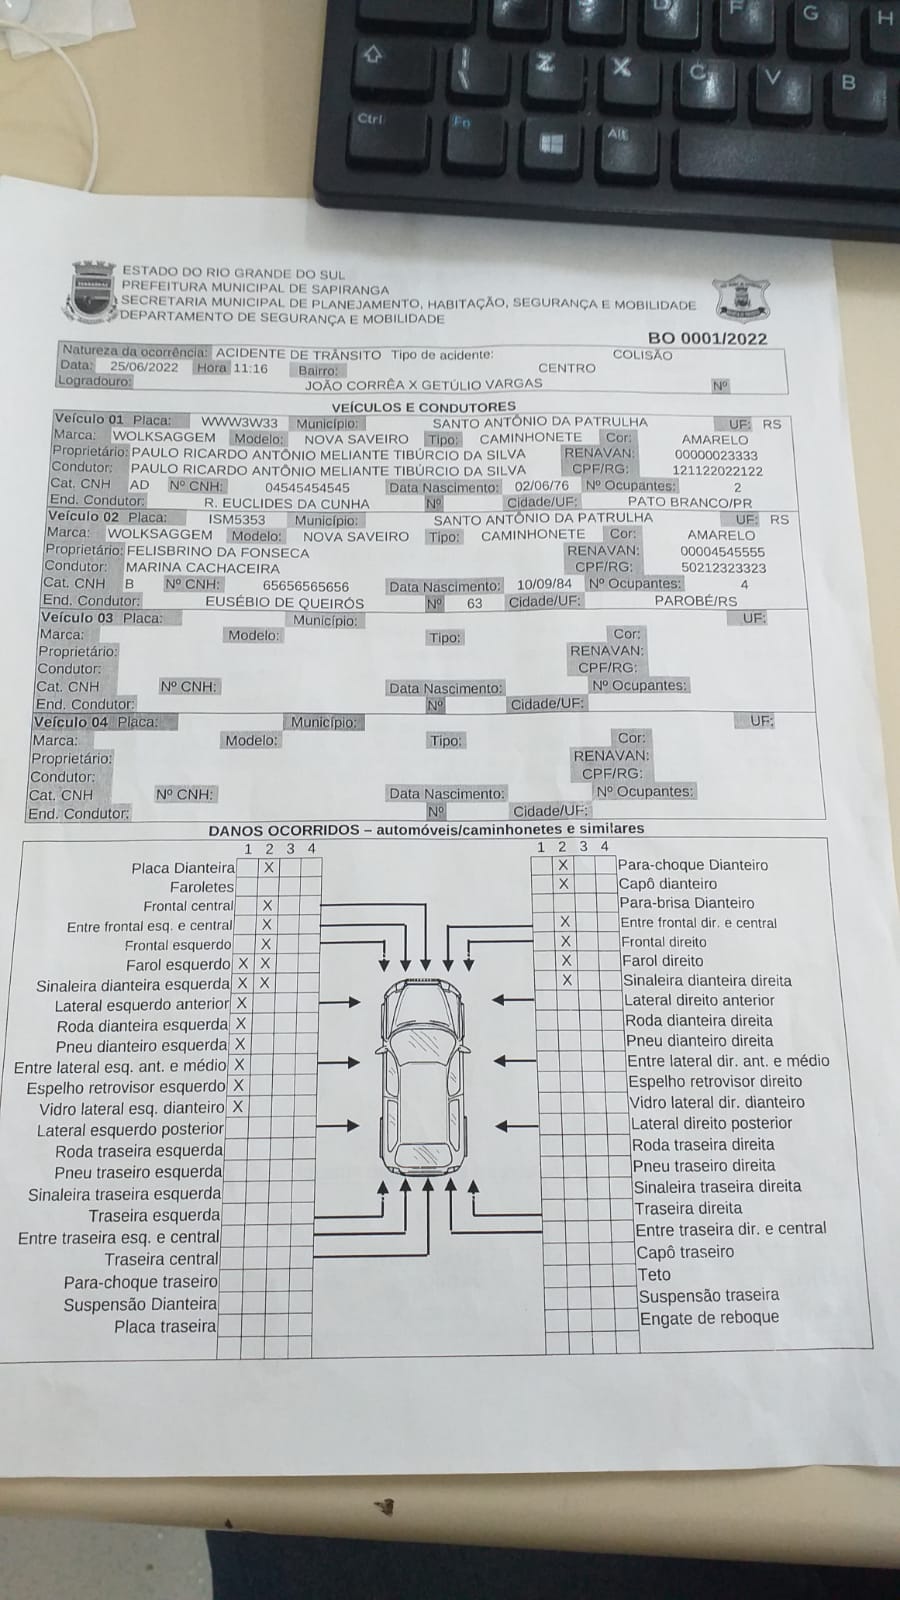 D F G H
Z X C V B
Ctrl Fn Alt
ESTADO DO RIO GRANDE DO SUL
PREFEITURA MUNICIPAL DE SAPIRANGA
SECRETARIA MUNICIPAL DE PLANEJAMENTO, HABITAÇÃO, SEGURANÇA E MOBILIDADE
DEPARTAMENTO DE SEGURANÇA E MOBILIDADE
BO 0001/2022
Natureza da ocorrência: ACIDENTE DE TRÂNSITO Tipo de acidente: COLISÃO
Data: 25/06/2022 Hora 11:16 Bairro: CENTRO
Logradouro: JOÃO CORRÊA X GETÚLIO VARGAS Nº
VEÍCULOS E CONDUTORES
Veículo 01 Placa: WWW3W33 Município: SANTO ANTÔNIO DA PATRULHA UF: RS
Marca: WOLKSAGGEM Modelo: NOVA SAVEIRO Tipo: CAMINHONETE Cor: AMARELO
Proprietário: PAULO RICARDO ANTÔNIO MELIANTE TIBÚRCIO DA SILVA RENAVAN: 00000023333
Condutor: PAULO RICARDO ANTÔNIO MELIANTE TIBÚRCIO DA SILVA CPF/RG: 121122022122
Cat. CNH AD Nº CNH: 04545454545 Data Nascimento: 02/06/76 Nº Ocupantes: 2
End. Condutor: R. EUCLIDES DA CUNHA Nº Cidade/UF: PATO BRANCO/PR
Veículo 02 Placa: ISM5353 Município: SANTO ANTÔNIO DA PATRULHA UF: RS
Marca: WOLKSAGGEM Modelo: NOVA SAVEIRO Tipo: CAMINHONETE Cor: AMARELO
Proprietário: FELISBRINO DA FONSECA RENAVAN: 00004545555
Condutor: MARINA CACHACEIRA CPF/RG: 50212323323
Cat. CNH B Nº CNH: 65656565656 Data Nascimento: 10/09/84 Nº Ocupantes: 4
End. Condutor: EUSÉBIO DE QUEIRÓS Nº 63 Cidade/UF: PAROBÉ/RS
Veículo 03 Placa: Município: UF:
Marca: Modelo: Tipo: Cor:
Proprietário: RENAVAN:
Condutor: CPF/RG:
Cat. CNH Nº CNH: Data Nascimento: Nº Ocupantes:
End. Condutor: Nº Cidade/UF:
Veículo 04 Placa: Município: UF:
Marca: Modelo: Tipo: Cor:
Proprietário: RENAVAN:
Condutor: CPF/RG:
Cat. CNH Nº CNH: Data Nascimento: Nº Ocupantes:
End. Condutor: Nº Cidade/UF:
DANOS OCORRIDOS – automóveis/caminhonetes e similares
1 2 3 4 1 2 3 4
Placa Dianteira X X Para-choque Dianteiro
Faroletes X Capô dianteiro
Frontal central X Para-brisa Dianteiro
Entre frontal esq. e central X X Entre frontal dir. e central
Frontal esquerdo X X Frontal direito
Farol esquerdo X X X Farol direito
Sinaleira dianteira esquerda X X X Sinaleira dianteira direita
Lateral esquerdo anterior X Lateral direito anterior
Roda dianteira esquerda X Roda dianteira direita
Pneu dianteiro esquerda X Pneu dianteira direita
Entre lateral esq. ant. e médio X Entre lateral dir. ant. e médio
Espelho retrovisor esquerdo X Espelho retrovisor direito
Vidro lateral esq. dianteiro X Vidro lateral dir. dianteiro
Lateral esquerdo posterior Lateral direito posterior
Roda traseira esquerda Roda traseira direita
Pneu traseiro esquerda Pneu traseiro direita
Sinaleira traseira esquerda Sinaleira traseira direita
Traseira esquerda Traseira direita
Entre traseira esq. e central Entre traseira dir. e central
Traseira central Capô traseiro
Para-choque traseiro Teto
Suspensão Dianteira Suspensão traseira
Placa traseira Engate de reboque